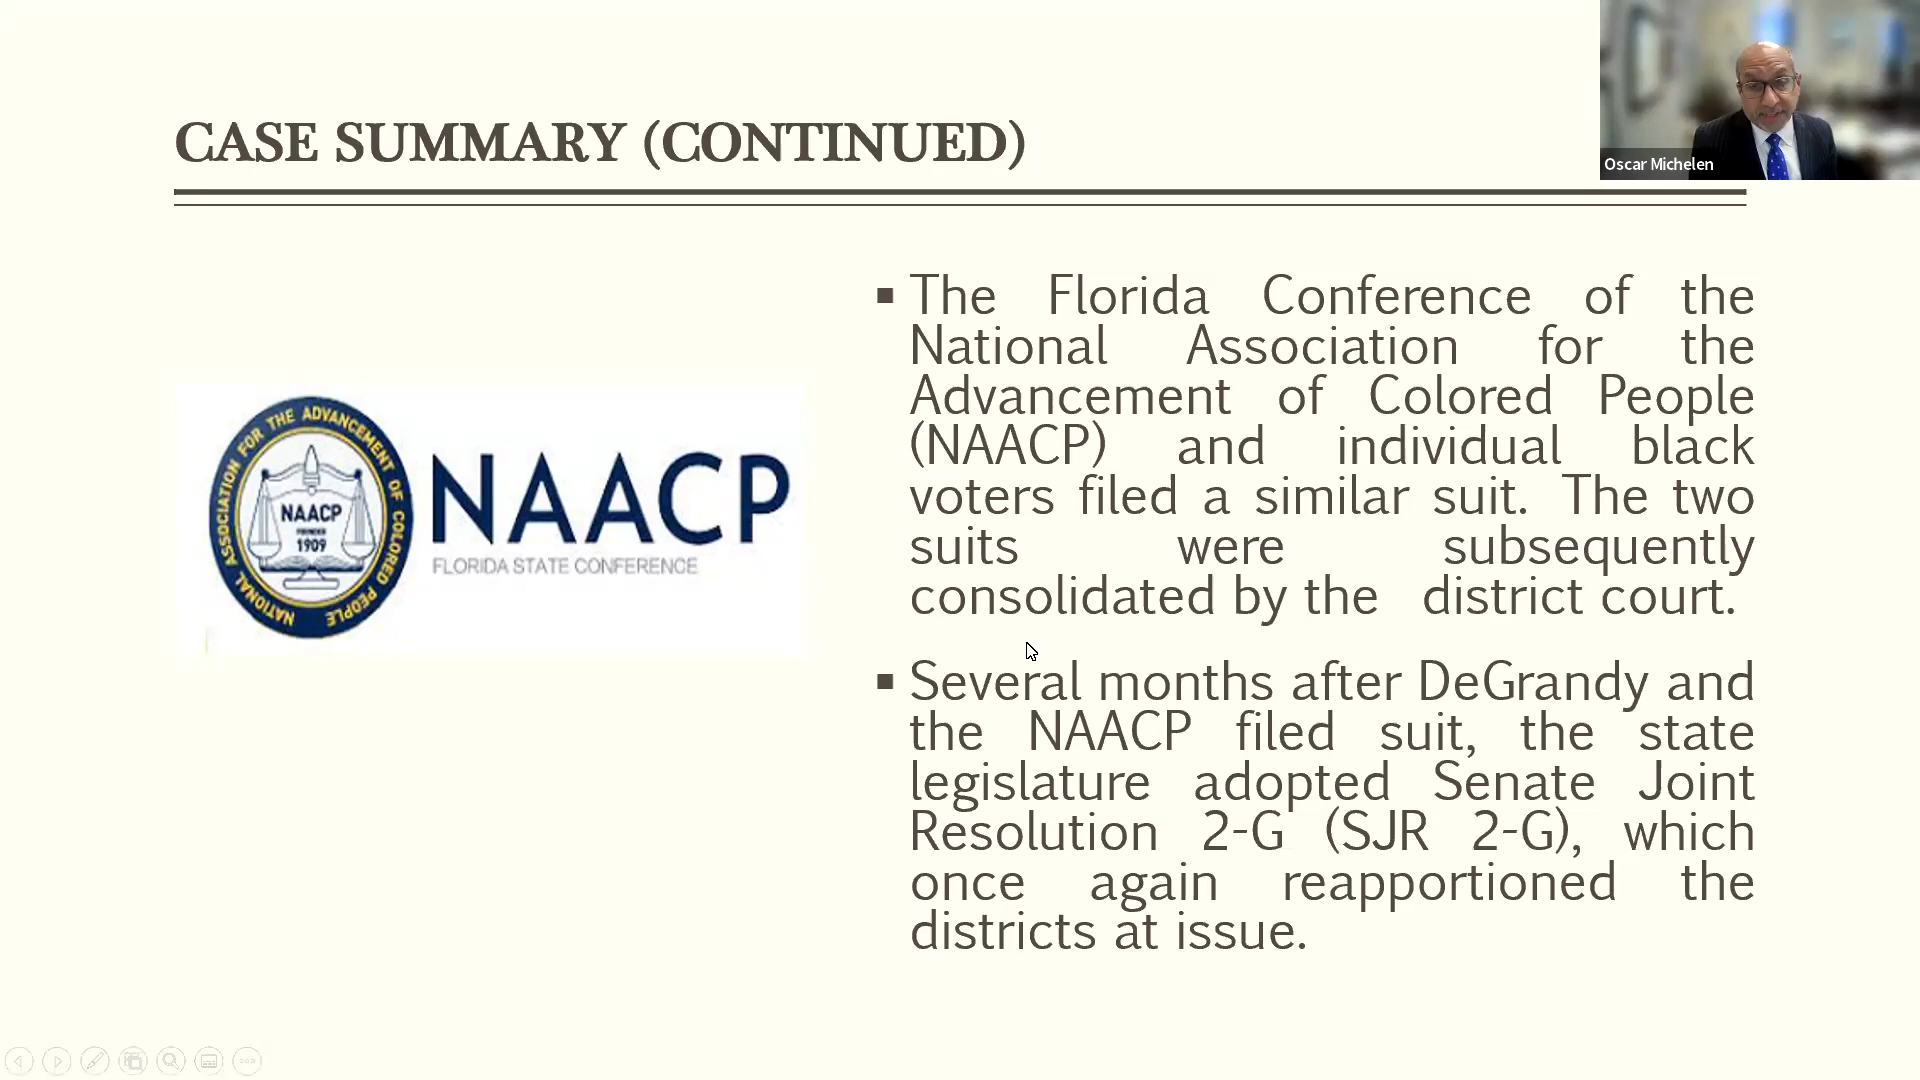 CASE SUMMARY (CONTINUED)
Oscar Michelen
NATIONAL ASSOCIATION FOR THE ADVANCEMENT OF COLORED PEOPLE
NAACP
FOUNDED
1909
NAACP
FLORIDA STATE CONFERENCE
▪ The Florida Conference of the
National Association for the
Advancement of Colored People
(NAACP) and individual black
voters filed a similar suit. The two
suits were subsequently
consolidated by the district court.
▪ Several months after DeGrandy and
the NAACP filed suit, the state
legislature adopted Senate Joint
Resolution 2-G (SJR 2-G), which
once again reapportioned the
districts at issue.